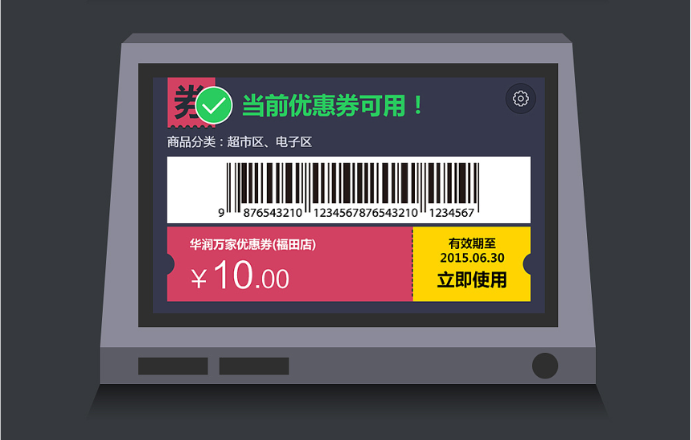 券
当前优惠券可用！
商品分类：超市区、电子区
9 876543210 1234567876543210 1234567
华润万家优惠券(福田店)
￥10.00
有效期至
2015.06.30
立即使用